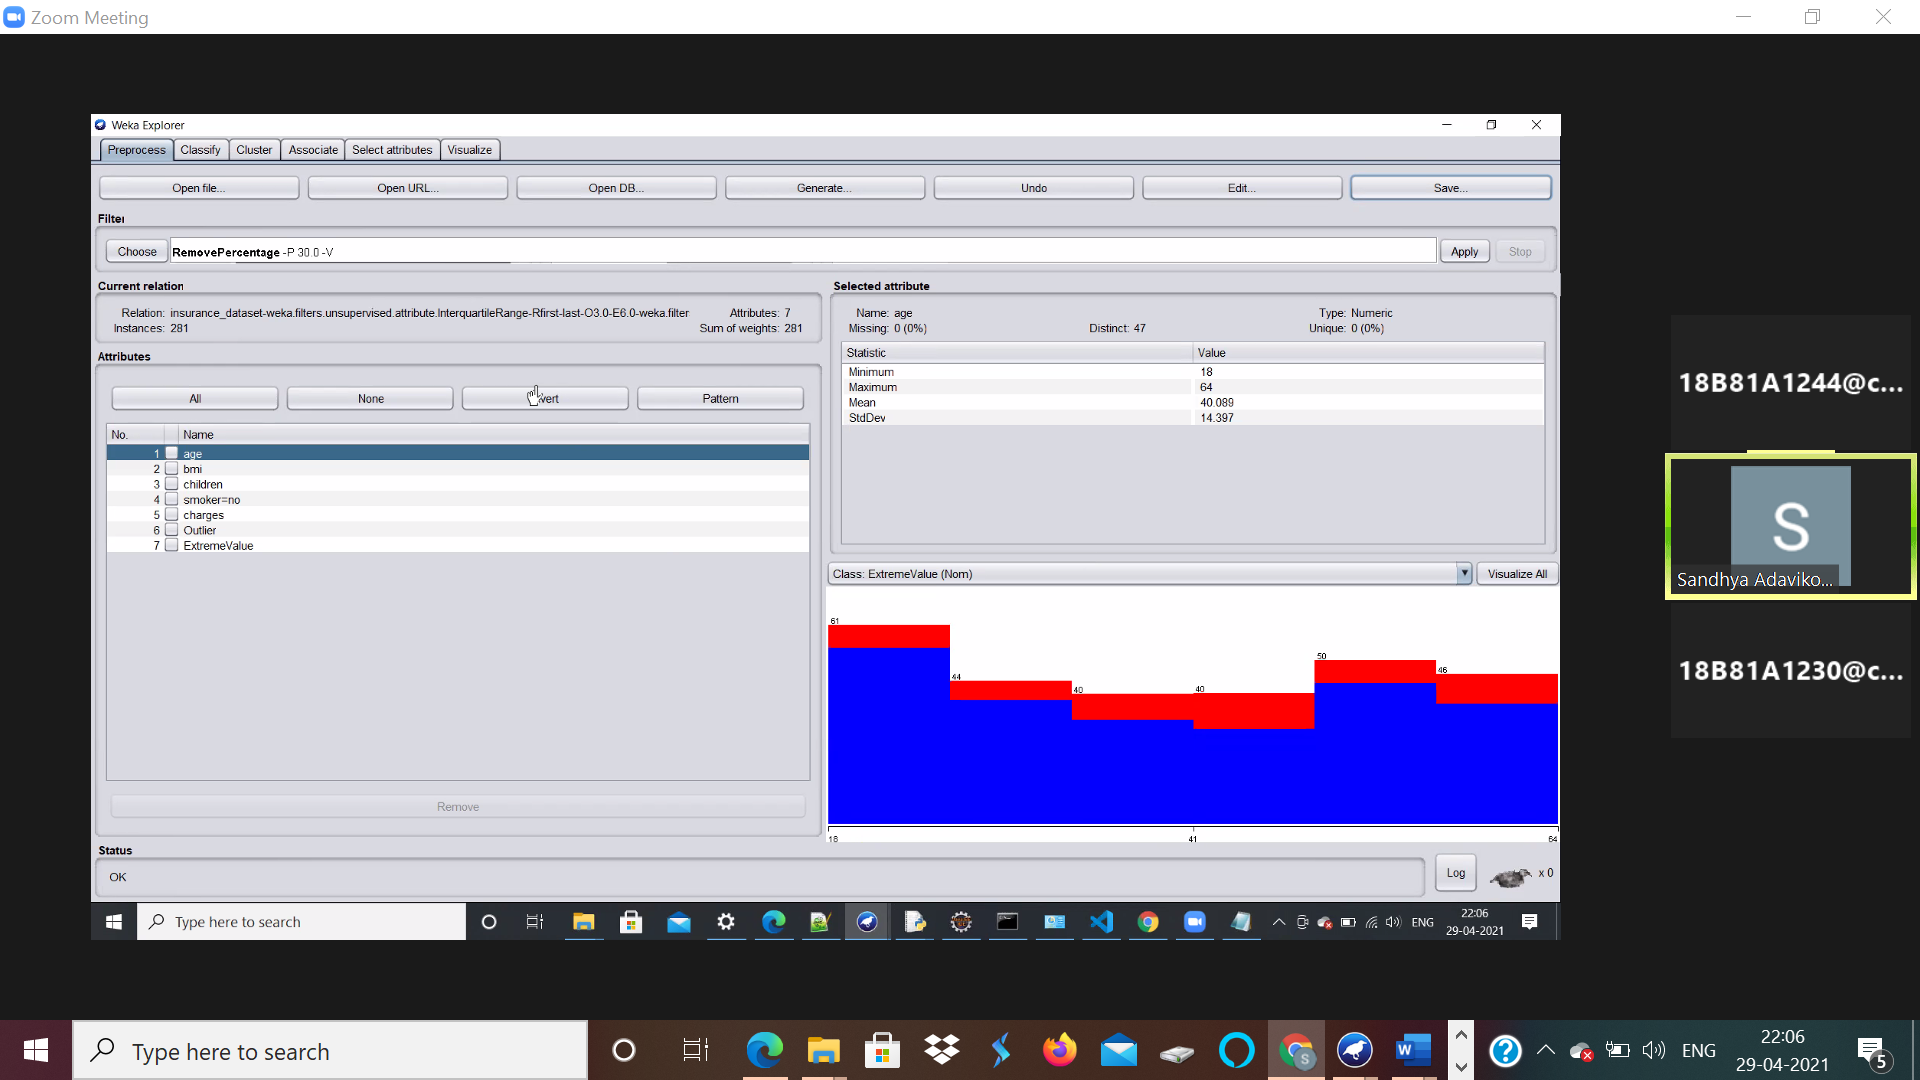 Zoom Meeting
Weka Explorer
Preprocess Classify Cluster Associate Select attributes Visualize
Open file... Open URL... Open DB... Generate... Undo Edit... Save...
Filter
Choose RemovePercentage -P 30.0 -V Apply Stop
Current relation
Relation: insurance_dataset-weka.filters.unsupervised.attribute.InterquartileRange-Rfirst-last-O3.0-E6.0-weka.filter Attributes: 7
Instances: 281 Sum of weights: 281
Selected attribute
Name: age Type: Numeric
Missing: 0 (0%) Distinct: 47 Unique: 0 (0%)
Statistic Value
Minimum 18
Maximum 64
Mean 40.089
StdDev 14.397
Attributes
All None vert Pattern
No. Name
1 age
2 bmi
3 children
4 smoker=no
5 charges
6 Outlier
7 ExtremeValue
Remove
Class: ExtremeValue (Nom) Visualize All
61
44
40
40
50
46
18 41 64
Status
OK
Log x 0
Type here to search
ENG
22:06
29-04-2021
18B81A1244@c...
S
Sandhya Adaviko...
18B81A1230@c...
Type here to search
ENG
22:06
29-04-2021
5